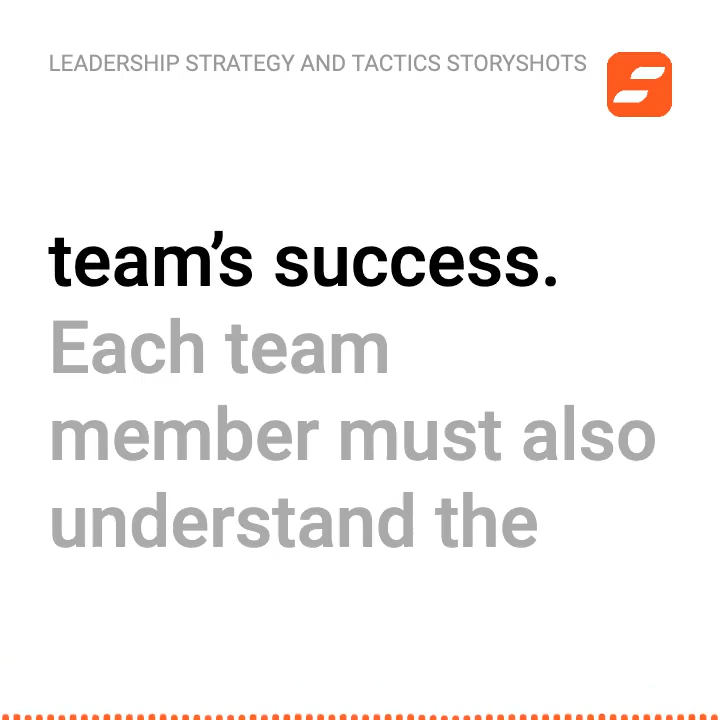 LEADERSHIP STRATEGY AND TACTICS STORYSHOTS
team’s success.
Each team
member must also
understand the